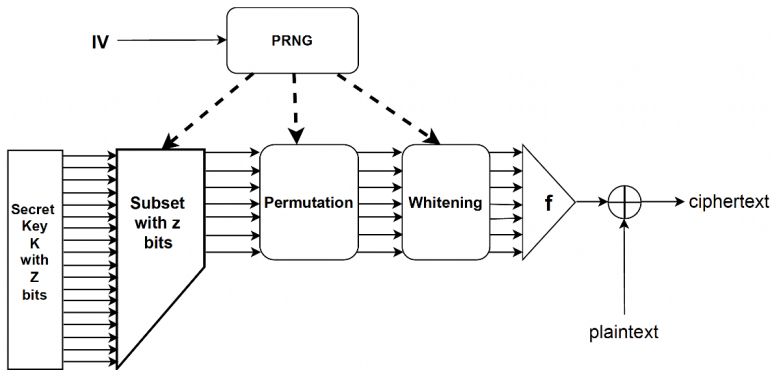 IV
PRNG
Secret
Key
K
with
Z
bits
Subset
with z
bits
Permutation
Whitening
f
ciphertext
plaintext